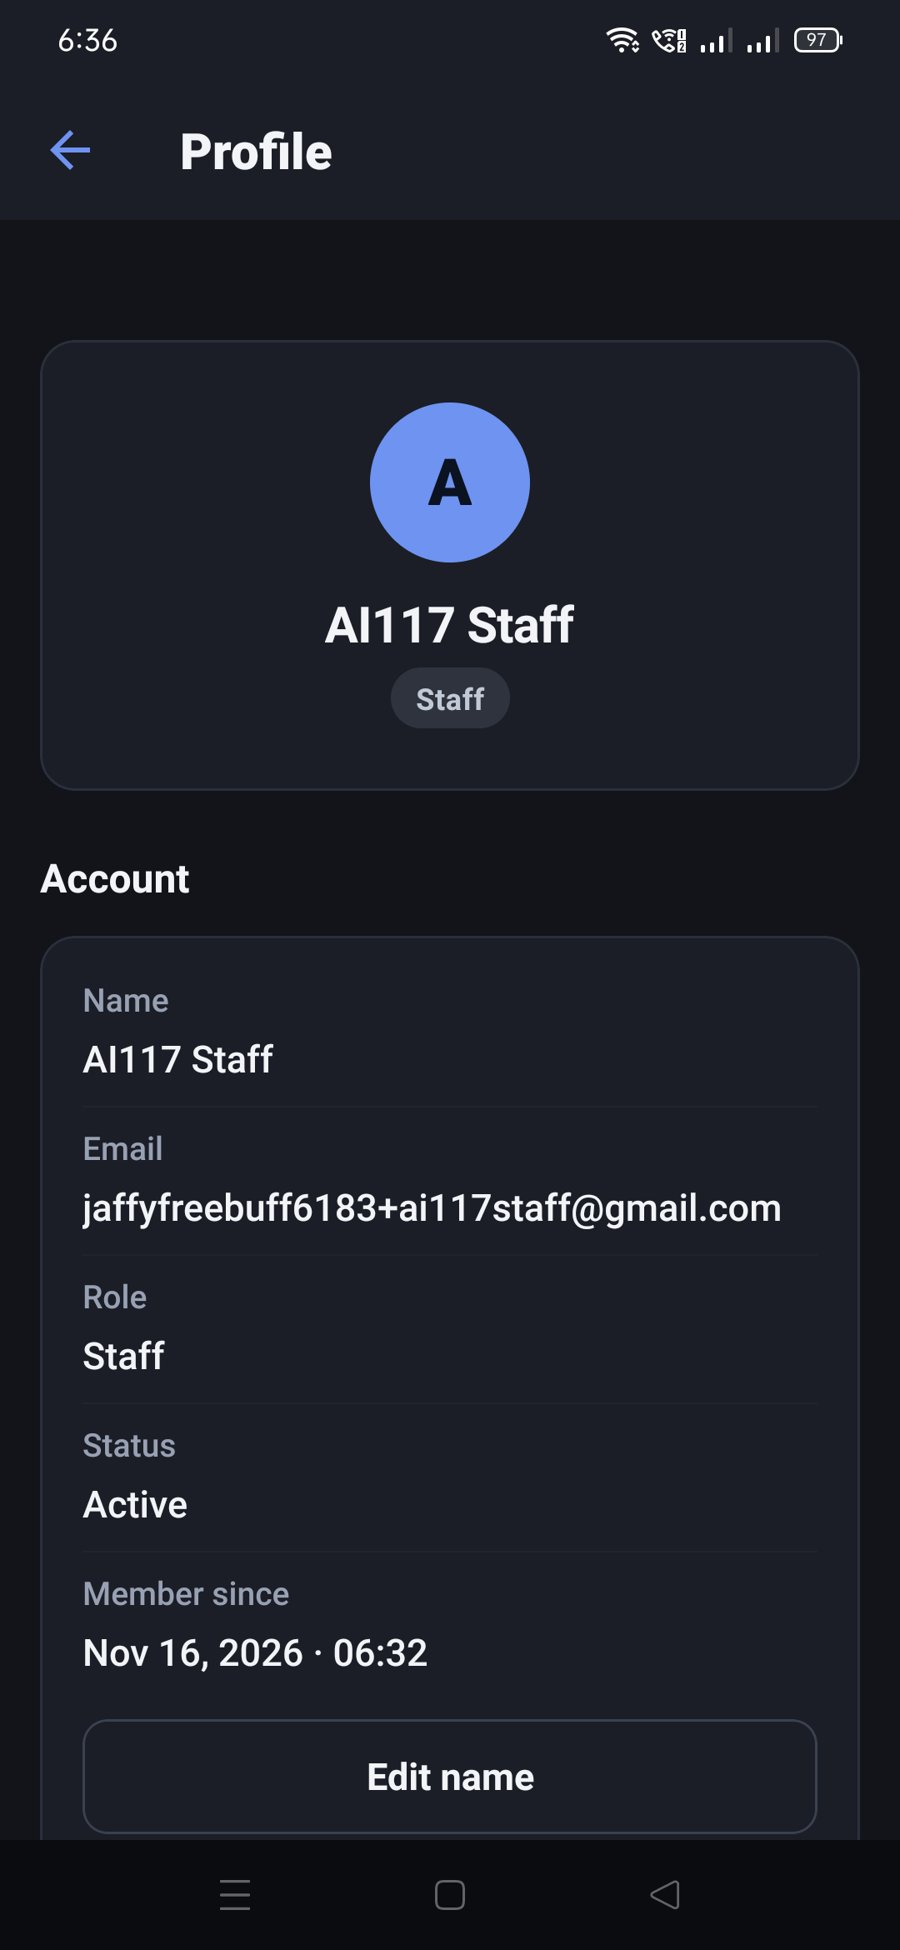 6:36
97
Profile
A
AI117 Staff
Staff
Account
Name
AI117 Staff
Email
jaffyfreebuff6183+ai117staff@gmail.com
Role
Staff
Status
Active
Member since
Nov 16, 2026 · 06:32
Edit name